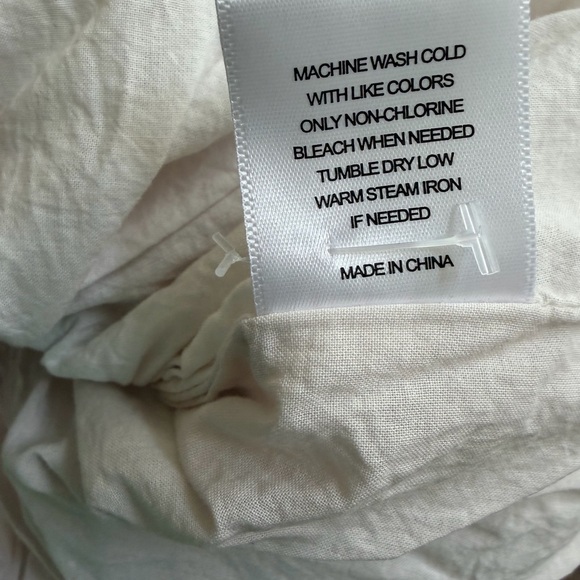 MACHINE WASH COLD
WITH LIKE COLORS
ONLY NON-CHLORINE
BLEACH WHEN NEEDED
TUMBLE DRY LOW
WARM STEAM IRON
IF NEEDED
MADE IN CHINA